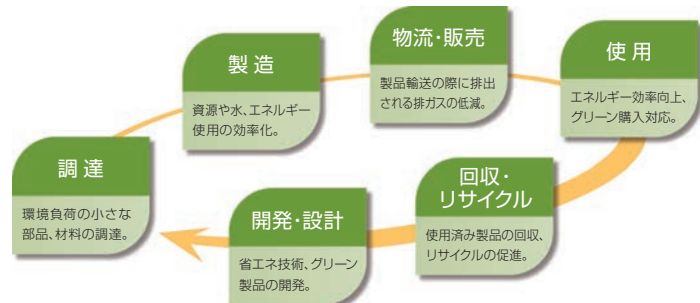 調達
環境負荷の小さな
部品、材料の調達。
製造
資源や水、エネルギー
使用の効率化。
物流・販売
製品輸送の際に排出
される排ガスの低減。
使用
エネルギー効率向上、
グリーン購入対応。
回収・
リサイクル
使用済み製品の回収、
リサイクルの促進。
開発・設計
省エネ技術、グリーン
製品の開発。